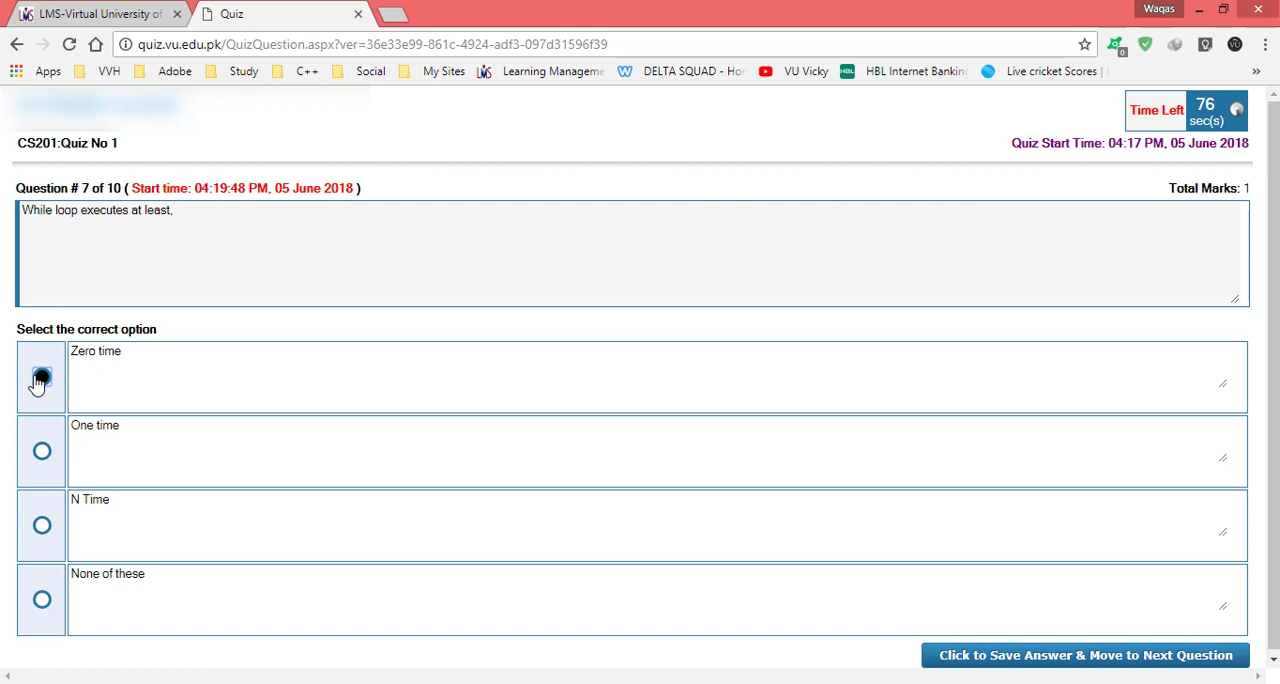 LMS-Virtual University of
Quiz
Waqas
quiz.vu.edu.pk/QuizQuestion.aspx?ver=36e33e99-861c-4924-adf3-097d31596f39
0
VU
Apps VVH Adobe Study C++ Social My Sites Learning Manageme DELTA SQUAD - Hor VU Vicky HBL HBL Internet Banking Live cricket Scores | »
Time Left 76 sec(s)
CS201:Quiz No 1
Quiz Start Time: 04:17 PM, 05 June 2018
Question # 7 of 10 ( Start time: 04:19:48 PM, 05 June 2018 )
Total Marks: 1
While loop executes at least,
Select the correct option
Zero time
One time
N Time
None of these
Click to Save Answer & Move to Next Question